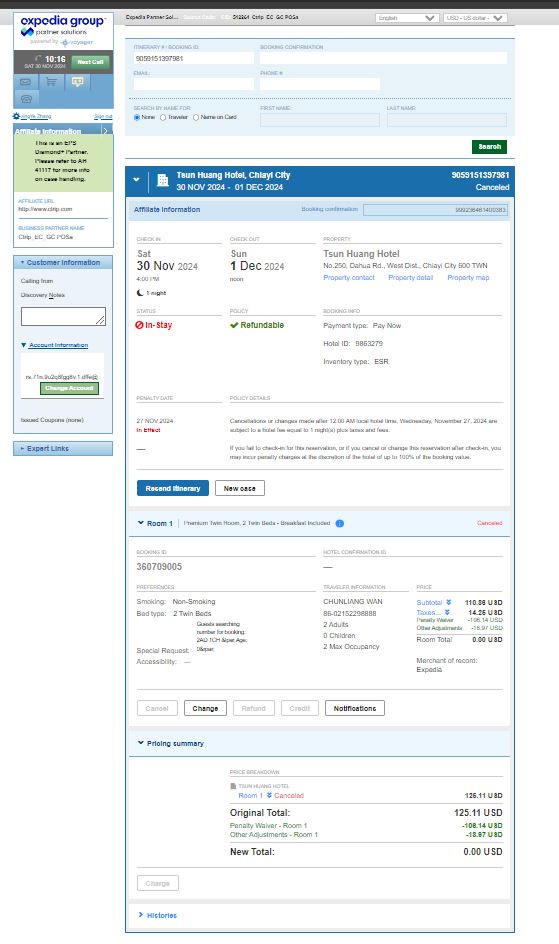 expedia group™
partner solutions
powered by voyager
10:16
SAT 30 NOV 2024
Next Call
Jingra Zhang
Sign out
Affiliate Information
This is an EPS
Diamond+ Partner.
Please refer to AH
41117 for more info
on case handling.
AFFILIATE URL
http://www.ctrip.com
BUSINESS PARTNER NAME
Ctrip_EC_GC POSa
Customer Information
Calling from
Discovery Notes
Account Information
Change Account
Issued Coupons (none)
Expert Links
Expedia Partner Sol...
512264 Ctrip_EC_GC POSa
English
USD - US dollar -
ITINERARY # / BOOKING ID:
BOOKING CONFIRMATION
9059151397981
EMAIL:
PHONE #:
SEARCH BY NAME FOR:
FIRST NAME:
LAST NAME:
None
Traveler
Name on Card
Search
Tsun Huang Hotel, Chiayi City
9059151397981
30 NOV 2024 - 01 DEC 2024
Canceled
Affiliate Information
Booking confirmation
CHECK IN
CHECK OUT
PROPERTY
Sat
Sun
Tsun Huang Hotel
30 Nov 2024
1 Dec 2024
No.250, Dahua Rd., West Dist., Chiayi City 600 TWN
4:00 PM
noon
Property contact
Property detail
Property map
1 night
STATUS
POLICY
BOOKING INFO
In-Stay
Refundable
Payment type: Pay Now
Hotel ID: 9863279
Inventory type: ESR
PENALTY DATE
POLICY DETAILS
27 NOV 2024
In Effect
Cancellations or changes made after 12:00 AM local hotel time, Wednesday, November 27, 2024 are
subject to a hotel fee equal to 1 night(s) plus taxes and fees.
—
If you fail to check-in for this reservation, or if you cancel or change this reservation after check-in, you
may incur penalty charges at the discretion of the hotel of up to 100% of the booking value.
Resend Itinerary
New case
Room 1
Premium Twin Room, 2 Twin Beds - Breakfast Included
Canceled
BOOKING ID
HOTEL CONFIRMATION ID
360709005
—
PREFERENCES
TRAVELER INFORMATION
PRICE
Smoking: Non-Smoking
Bed type: 2 Twin Beds
Guests searching
number for booking:
2AD 1CH &lpar;Age:
0&rpar;
Special Request:
Accessibility: —
CHUNLIANG WAN
86-02152298888
2 Adults
0 Children
2 Max Occupancy
Subtotal 110.86 USD
Taxes... 14.25 USD
Penalty Waiver -106.14 USD
Other Adjustments -18.97 USD
Room Total 0.00 USD
Merchant of record:
Expedia
Cancel
Change
Refund
Credit
Notifications
Pricing summary
PRICE BREAKDOWN
TSUN HUANG HOTEL
Room 1 Canceled 125.11 USD
Original Total: 125.11 USD
Penalty Waiver - Room 1 -106.14 USD
Other Adjustments - Room 1 -18.97 USD
New Total: 0.00 USD
Change
Histories